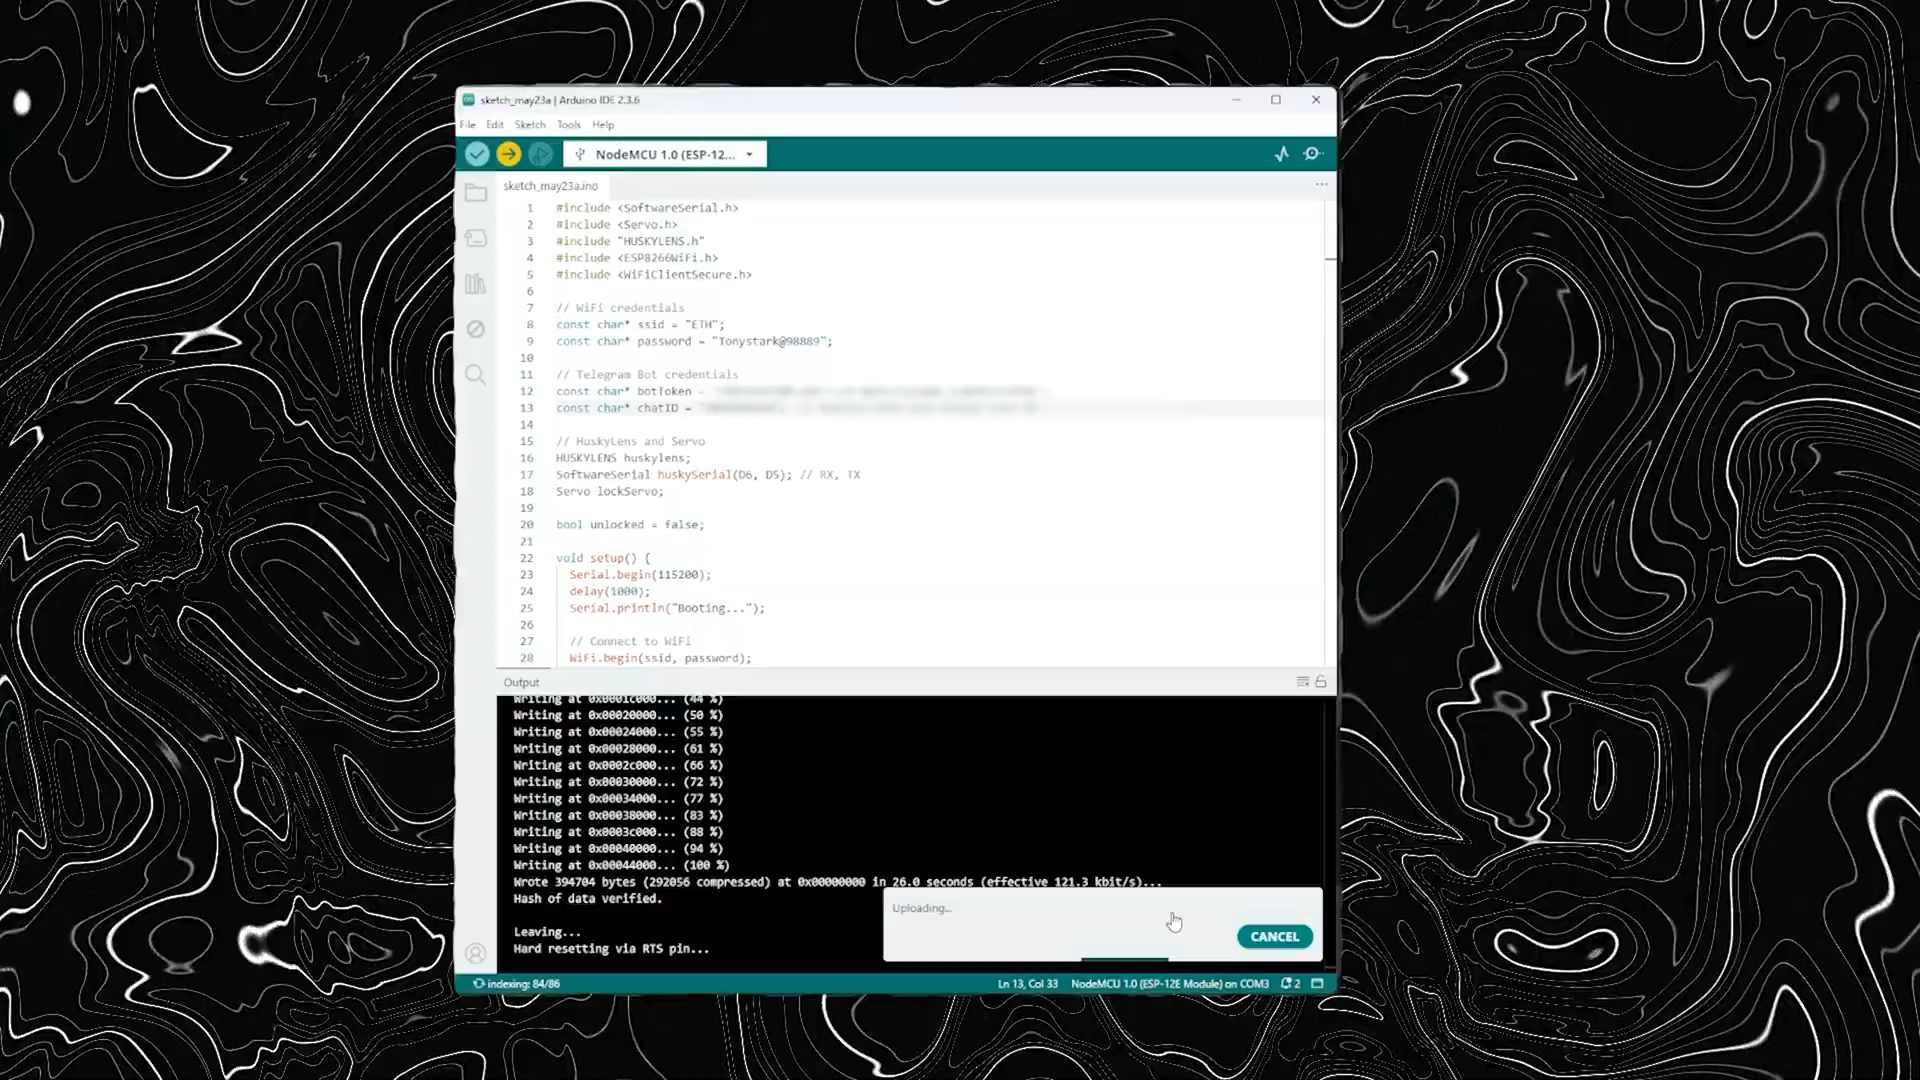 sketch_may23a | Arduino IDE 2.3.6
File Edit Sketch Tools Help
NodeMCU 1.0 (ESP-12...
sketch_may23a.ino
1 #include <SoftwareSerial.h>
2 #include <Servo.h>
3 #include "HUSKYLENS.h"
4 #include <ESP8266WiFi.h>
5 #include <WiFiClientSecure.h>
6
7 // WiFi credentials
8 const char* ssid = "ETH";
9 const char* password = "Tonystark@98889";
10
11 // Telegram Bot credentials
12 const char* botToken =
13 const char* chatID =
14
15 // HuskyLens and Servo
16 HUSKYLENS huskylens;
17 SoftwareSerial huskySerial(D6, D5); // RX, TX
18 Servo lockServo;
19
20 bool unlocked = false;
21
22 void setup() {
23 Serial.begin(115200);
24 delay(1000);
25 Serial.println("Booting...");
26
27 // Connect to WiFi
28 WiFi.begin(ssid, password);
Output
Writing at 0x0001c000... (44 %)
Writing at 0x00020000... (50 %)
Writing at 0x00024000... (55 %)
Writing at 0x00028000... (61 %)
Writing at 0x0002c000... (66 %)
Writing at 0x00030000... (72 %)
Writing at 0x00034000... (77 %)
Writing at 0x00038000... (83 %)
Writing at 0x0003c000... (88 %)
Writing at 0x00040000... (94 %)
Writing at 0x00044000... (100 %)
Wrote 394704 bytes (292056 compressed) at 0x00000000 in 26.0 seconds (effective 121.3 kbit/s)...
Hash of data verified.
Leaving...
Hard resetting via RTS pin...
Uploading...
CANCEL
indexing: 84/86
Ln 13, Col 33 NodeMCU 1.0 (ESP-12E Module) on COM3 2